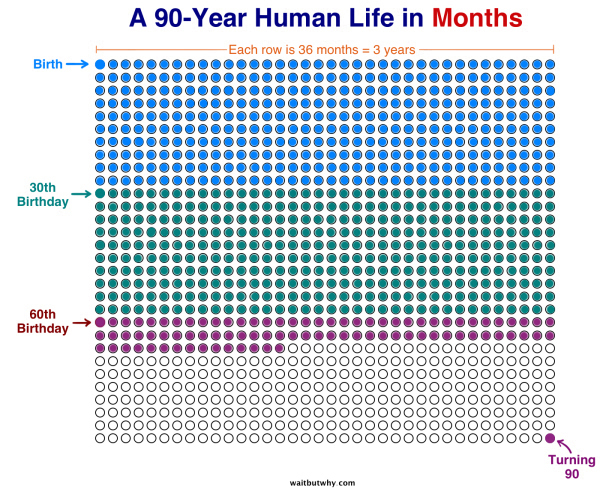 A 90-Year Human Life in Months
Each row is 36 months = 3 years
Birth
30th
Birthday
60th
Birthday
Turning
90
waitbutwhy.com